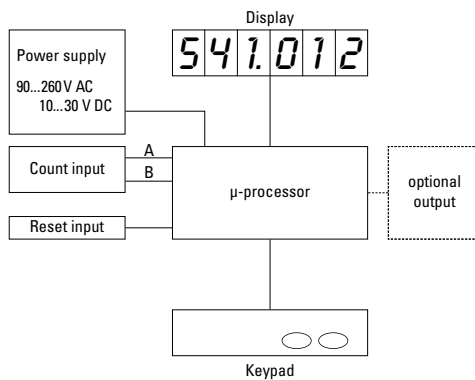 Display
541.012
Power supply
90...260 V AC
10...30 V DC
Count input
A
B
µ-processor
optional
output
Reset input
Keypad